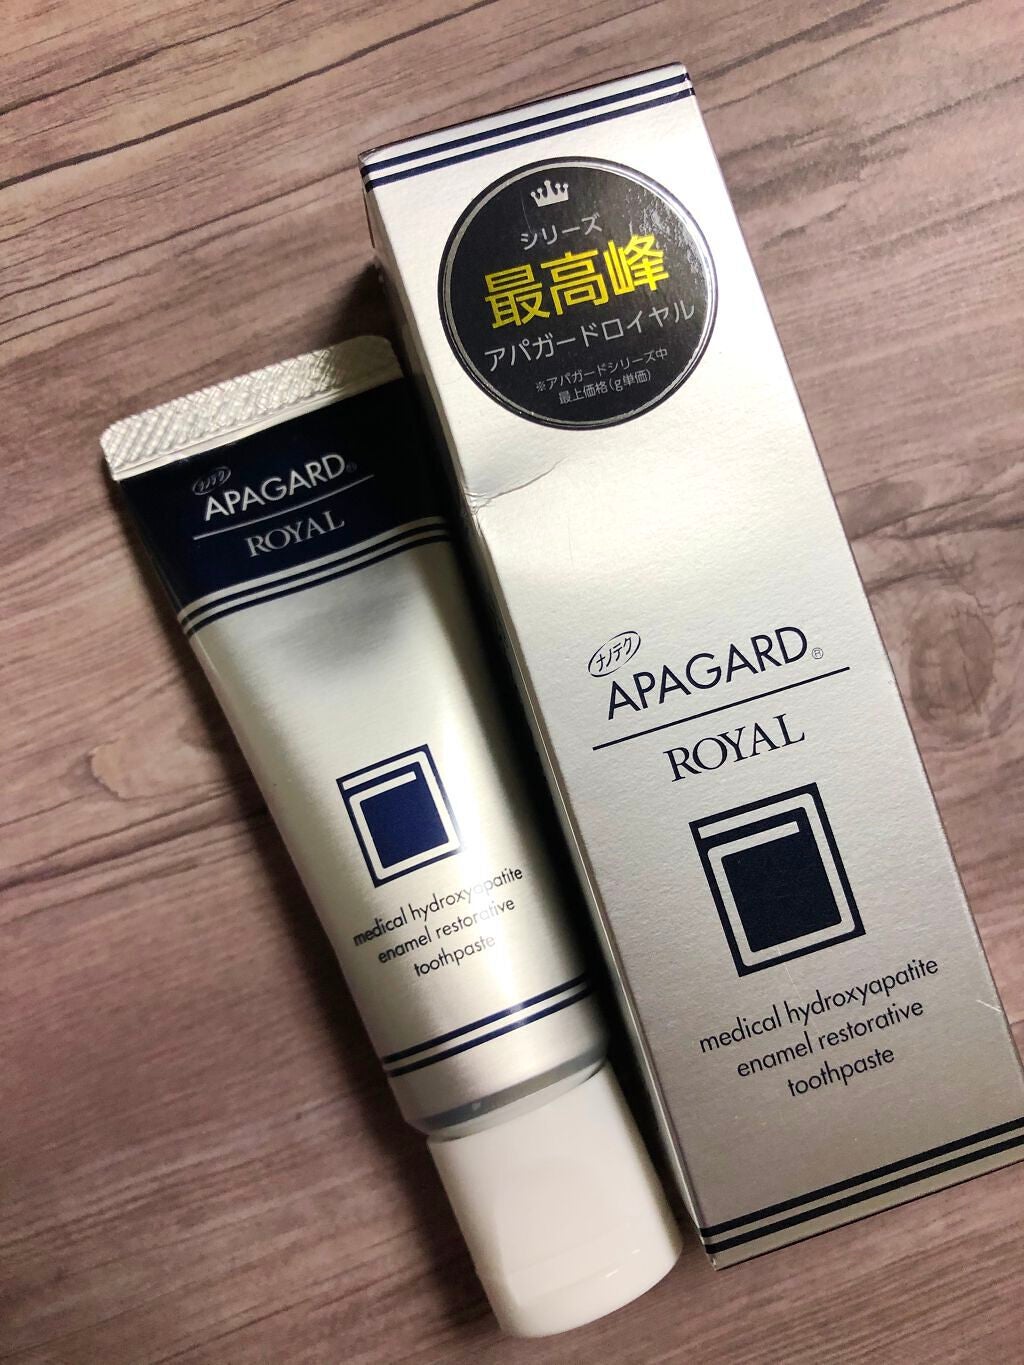 シリーズ
最高峰
アパガードロイヤル
※アパガードシリーズ中
最上価格(g単価)
ナノテク
APAGARD®
ROYAL
medical hydroxyapatite
enamel restorative
toothpaste
ナノテク
APAGARD®
ROYAL
medical hydroxyapatite
enamel restorative
toothpaste